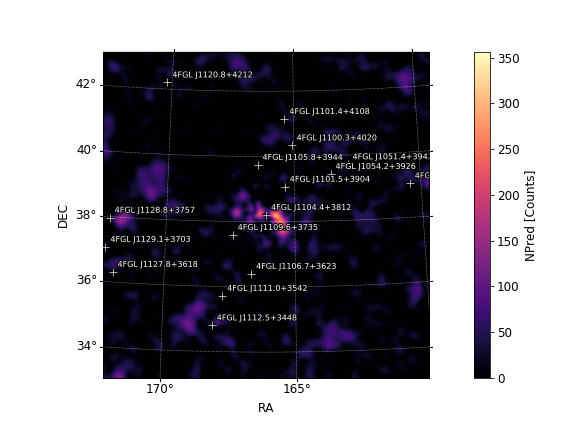 42°
40°
38°
36°
34°
DEC
4FGL J1120.8+4212
4FGL J1101.4+4108
4FGL J1100.3+4020
4FGL J1105.8+3944
4FGL J1051.4+394
4FGL J1054.2+3926
4FG
4FGL J1101.5+3904
4FGL J1128.8+3757
4FGL J1104.4+3812
4FGL J1109.6+3735
4FGL J1129.1+3703
4FGL J1127.8+3618
4FGL J1106.7+3623
4FGL J1111.0+3542
4FGL J1112.5+3448
170°
165°
RA
350
300
250
200
150
100
50
0
NPred [Counts]